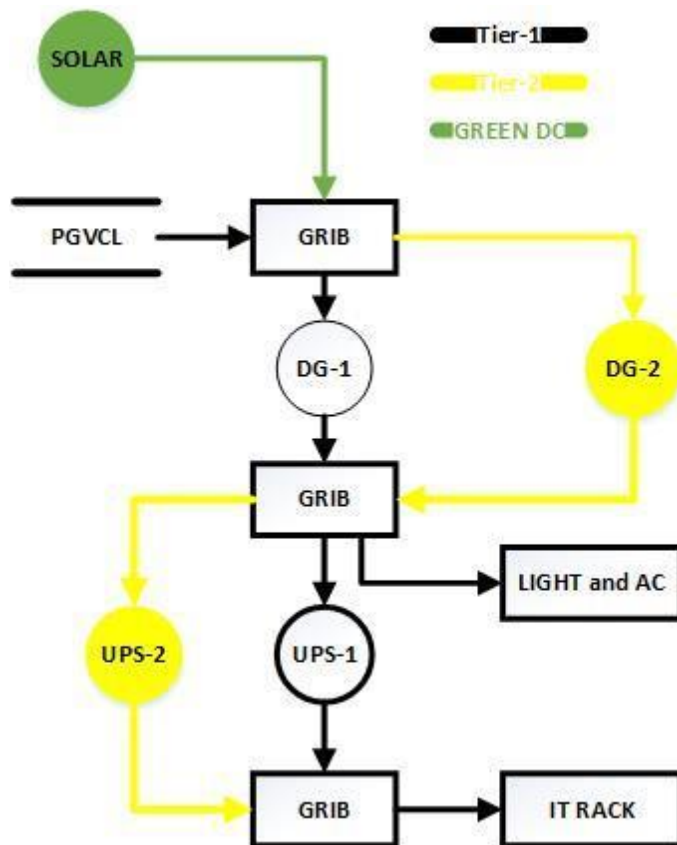 SOLAR
Tier-1
Tier-2
GREEN DC
PGVCL
GRIB
DG-1
DG-2
GRIB
LIGHT and AC
UPS-2
UPS-1
GRIB
IT RACK